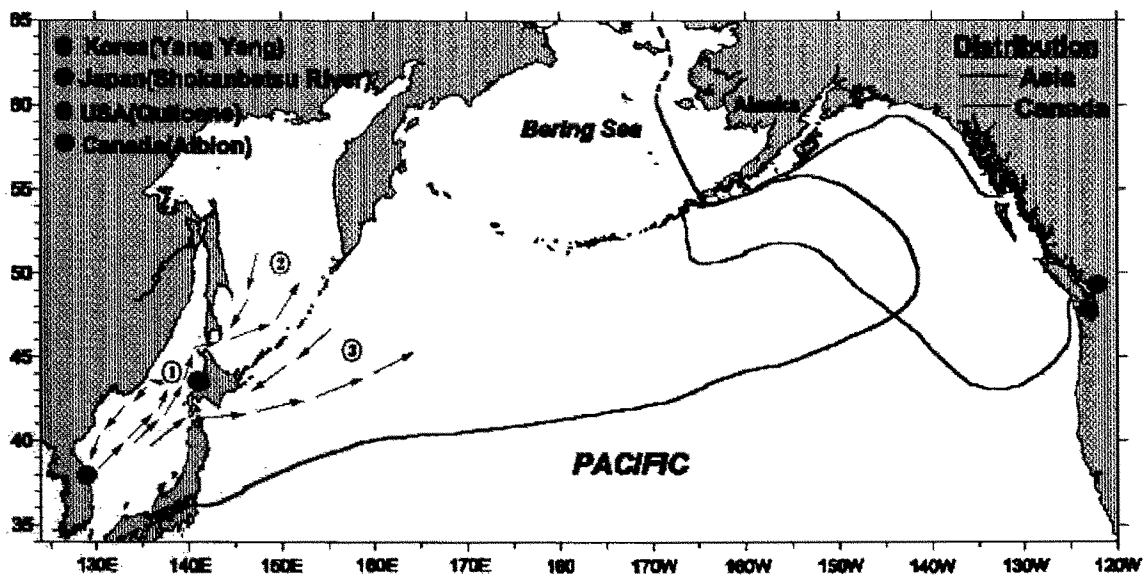 65
60
55
50
45
40
35
Korea(Yang Yang)
Japan(Shokanbetsu River)
USA(Quilcene)
Canada(Albion)
Distribution
Asia
Canada
Alaska
Bering Sea
②
③
①
PACIFIC
130E 140E 150E 160E 170E 180 170W 160W 150W 140W 130W 120W